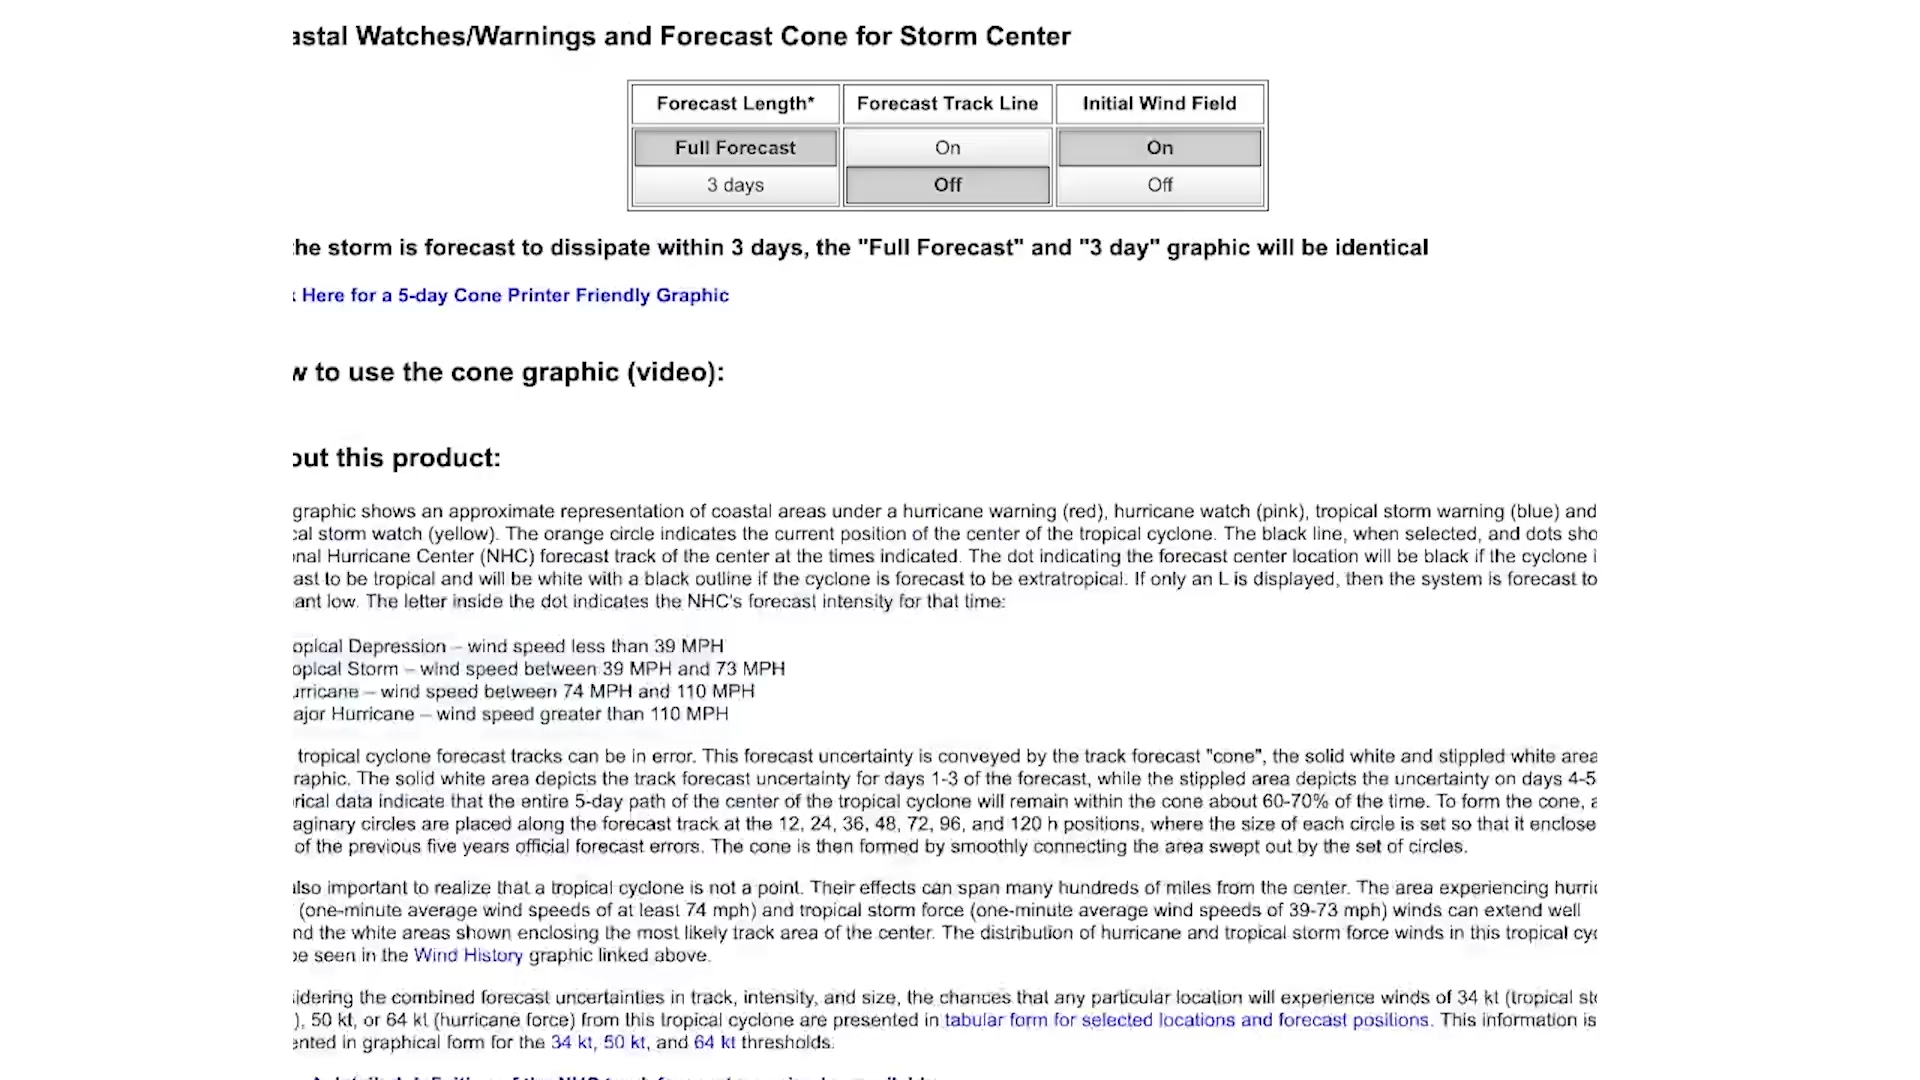 astal Watches/Warnings and Forecast Cone for Storm Center
Forecast Length* Forecast Track Line Initial Wind Field
Full Forecast On On
3 days Off Off
he storm is forecast to dissipate within 3 days, the "Full Forecast" and "3 day" graphic will be identical
Here for a 5-day Cone Printer Friendly Graphic
w to use the cone graphic (video):
out this product:
graphic shows an approximate representation of coastal areas under a hurricane warning (red), hurricane watch (pink), tropical storm warning (blue) and
cal storm watch (yellow). The orange circle indicates the current position of the center of the tropical cyclone. The black line, when selected, and dots sho
nal Hurricane Center (NHC) forecast track of the center at the times indicated. The dot indicating the forecast center location will be black if the cyclone i
ast to be tropical and will be white with a black outline if the cyclone is forecast to be extratropical. If only an L is displayed, then the system is forecast to
ant low. The letter inside the dot indicates the NHC's forecast intensity for that time:
opical Depression – wind speed less than 39 MPH
opical Storm – wind speed between 39 MPH and 73 MPH
urricane – wind speed between 74 MPH and 110 MPH
ajor Hurricane – wind speed greater than 110 MPH
tropical cyclone forecast tracks can be in error. This forecast uncertainty is conveyed by the track forecast "cone", the solid white and stippled white area
raphic. The solid white area depicts the track forecast uncertainty for days 1-3 of the forecast, while the stippled area depicts the uncertainty on days 4-5
rical data indicate that the entire 5-day path of the center of the tropical cyclone will remain within the cone about 60-70% of the time. To form the cone, a
aginary circles are placed along the forecast track at the 12, 24, 36, 48, 72, 96, and 120 h positions, where the size of each circle is set so that it enclose
of the previous five years official forecast errors. The cone is then formed by smoothly connecting the area swept out by the set of circles.
also important to realize that a tropical cyclone is not a point. Their effects can span many hundreds of miles from the center. The area experiencing hurric
(one-minute average wind speeds of at least 74 mph) and tropical storm force (one-minute average wind speeds of 39-73 mph) winds can extend well
nd the white areas shown enclosing the most likely track area of the center. The distribution of hurricane and tropical storm force winds in this tropical cyc
be seen in the Wind History graphic linked above.
idering the combined forecast uncertainties in track, intensity, and size, the chances that any particular location will experience winds of 34 kt (tropical sto
), 50 kt, or 64 kt (hurricane force) from this tropical cyclone are presented in tabular form for selected locations and forecast positions. This information is
ented in graphical form for the 34 kt, 50 kt, and 64 kt thresholds.